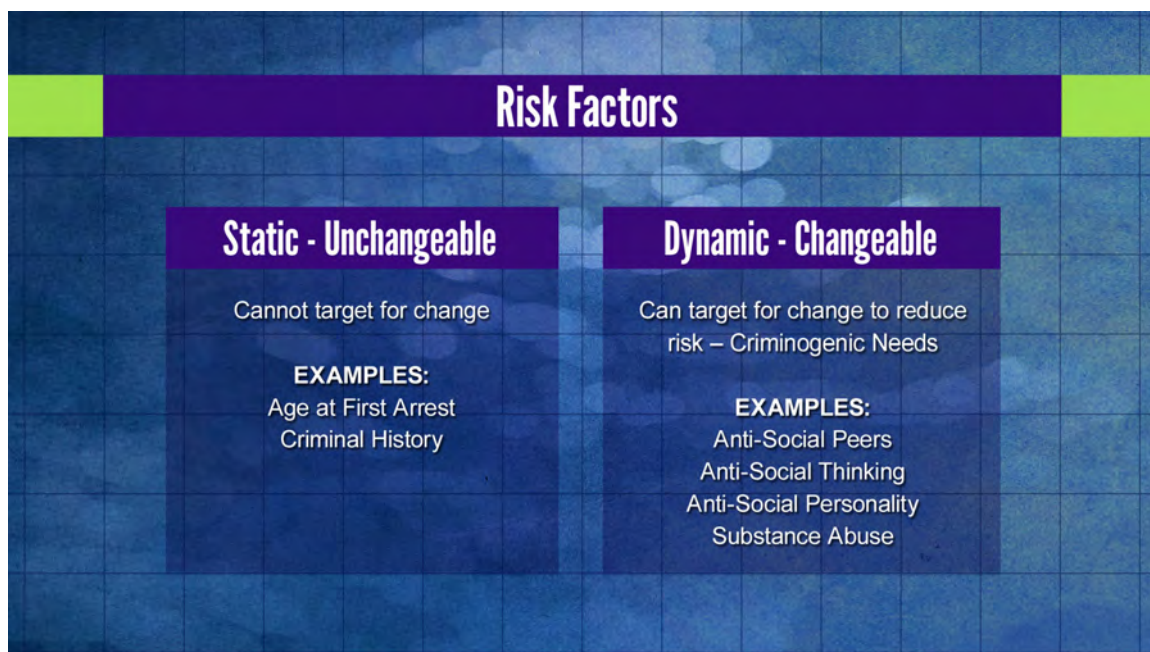 Risk Factors
Static - Unchangeable
Cannot target for change
EXAMPLES:
Age at First Arrest
Criminal History
Dynamic - Changeable
Can target for change to reduce
risk – Criminogenic Needs
EXAMPLES:
Anti-Social Peers
Anti-Social Thinking
Anti-Social Personality
Substance Abuse